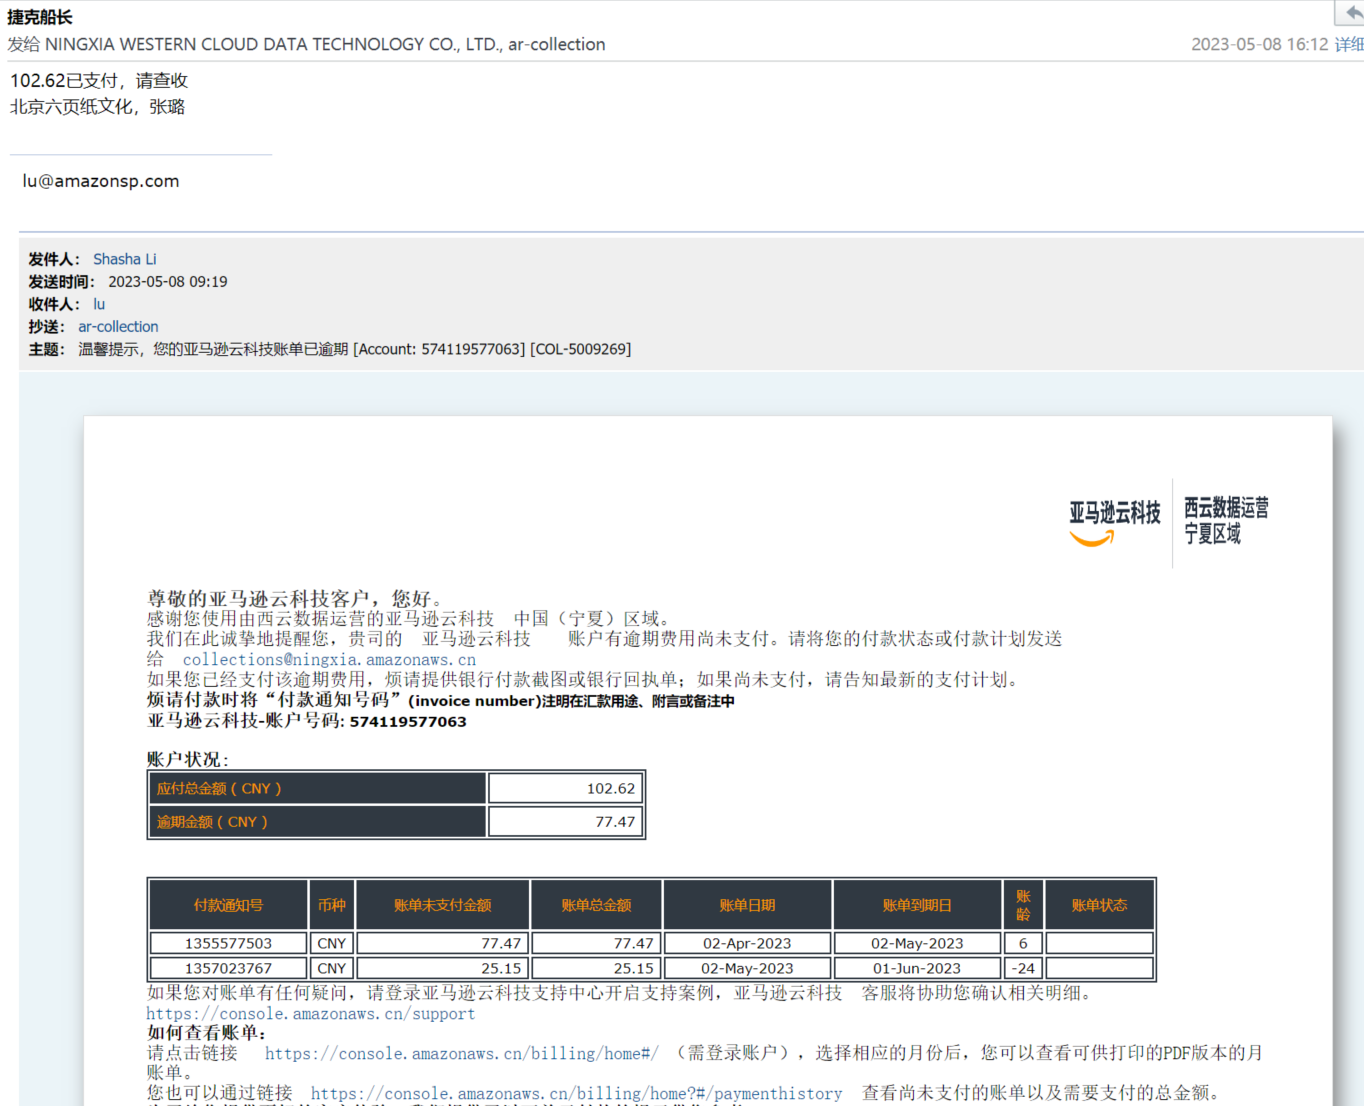 捷克船长
发给 NINGXIA WESTERN CLOUD DATA TECHNOLOGY CO., LTD., ar-collection
2023-05-08 16:12 详细
102.62已支付，请查收
北京六页纸文化，张璐
lu@amazonsp.com
发件人： Shasha Li
发送时间： 2023-05-08 09:19
收件人： lu
抄送： ar-collection
主题： 温馨提示，您的亚马逊云科技账单已逾期 [Account: 574119577063] [COL-5009269]
亚马逊云科技
西云数据运营
宁夏区域
尊敬的亚马逊云科技客户，您好。
感谢您使用由西云数据运营的亚马逊云科技 中国（宁夏）区域。
我们在此诚挚地提醒您，贵司的 亚马逊云科技 账户有逾期费用尚未支付。请将您的付款状态或付款计划发送
给 collections@ningxia.amazonaws.cn
如果您已经支付该逾期费用，烦请提供银行付款截图或银行回执单；如果尚未支付，请告知最新的支付计划。
烦请付款时将“付款通知号码”(invoice number)注明在汇款用途、附言或备注中
亚马逊云科技-账户号码: 574119577063
账户状况:
应付总金额 ( CNY ) 102.62
逾期金额 ( CNY ) 77.47
付款通知号 币种 账单未支付金额 账单总金额 账单日期 账单到期日 账龄 账单状态
1355577503 CNY 77.47 77.47 02-Apr-2023 02-May-2023 6
1357023767 CNY 25.15 25.15 02-May-2023 01-Jun-2023 -24
如果您对账单有任何疑问，请登录亚马逊云科技支持中心开启支持案例，亚马逊云科技 客服将协助您确认相关明细。
https://console.amazonaws.cn/support
如何查看账单:
请点击链接 https://console.amazonaws.cn/billing/home#/ （需登录账户），选择相应的月份后，您可以查看可供打印的PDF版本的月
账单。
您也可以通过链接 https://console.amazonaws.cn/billing/home?#/paymenthistory 查看尚未支付的账单以及需要支付的总金额。